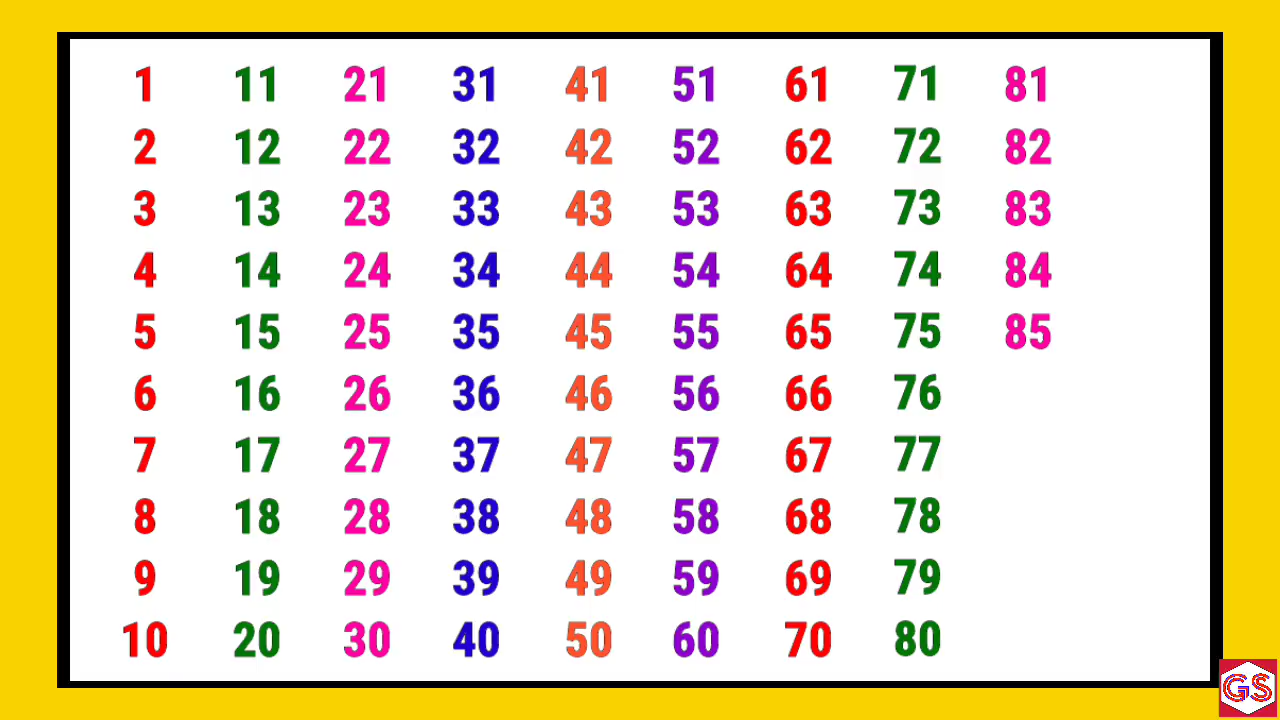 1 11 21 31 41 51 61 71 81
2 12 22 32 42 52 62 72 82
3 13 23 33 43 53 63 73 83
4 14 24 34 44 54 64 74 84
5 15 25 35 45 55 65 75 85
6 16 26 36 46 56 66 76
7 17 27 37 47 57 67 77
8 18 28 38 48 58 68 78
9 19 29 39 49 59 69 79
10 20 30 40 50 60 70 80
GS